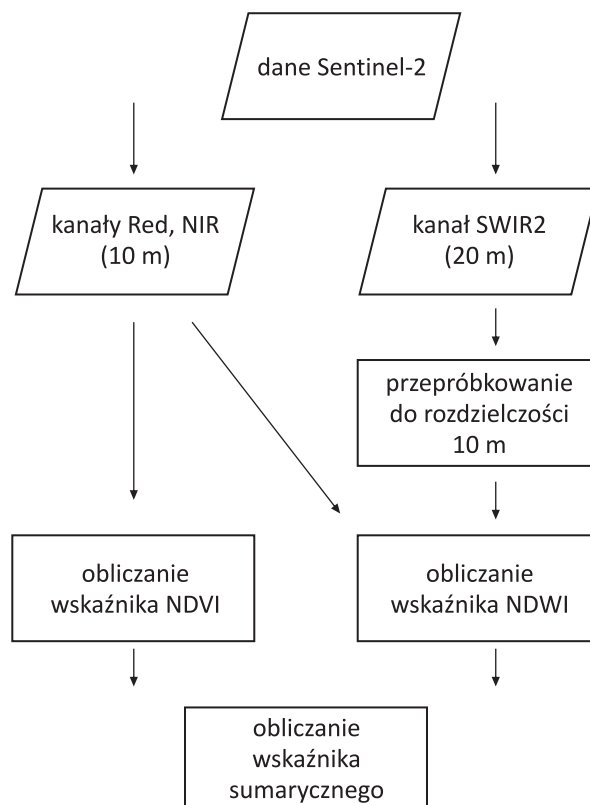 dane Sentinel-2
kanały Red, NIR
(10 m)
kanał SWIR2
(20 m)
przepróbkowanie
do rozdzielczości
10 m
obliczanie
wskaźnika NDVI
obliczanie
wskaźnika NDWI
obliczanie
wskaźnika
sumarycznego